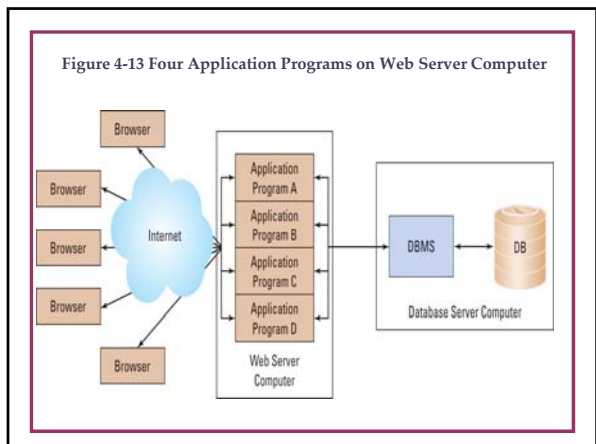 Figure 4-13 Four Application Programs on Web Server Computer
Browser
Browser
Browser
Browser
Browser
Internet
Application
Program A
Application
Program B
Application
Program C
Application
Program D
Web Server
Computer
DBMS
DB
Database Server Computer